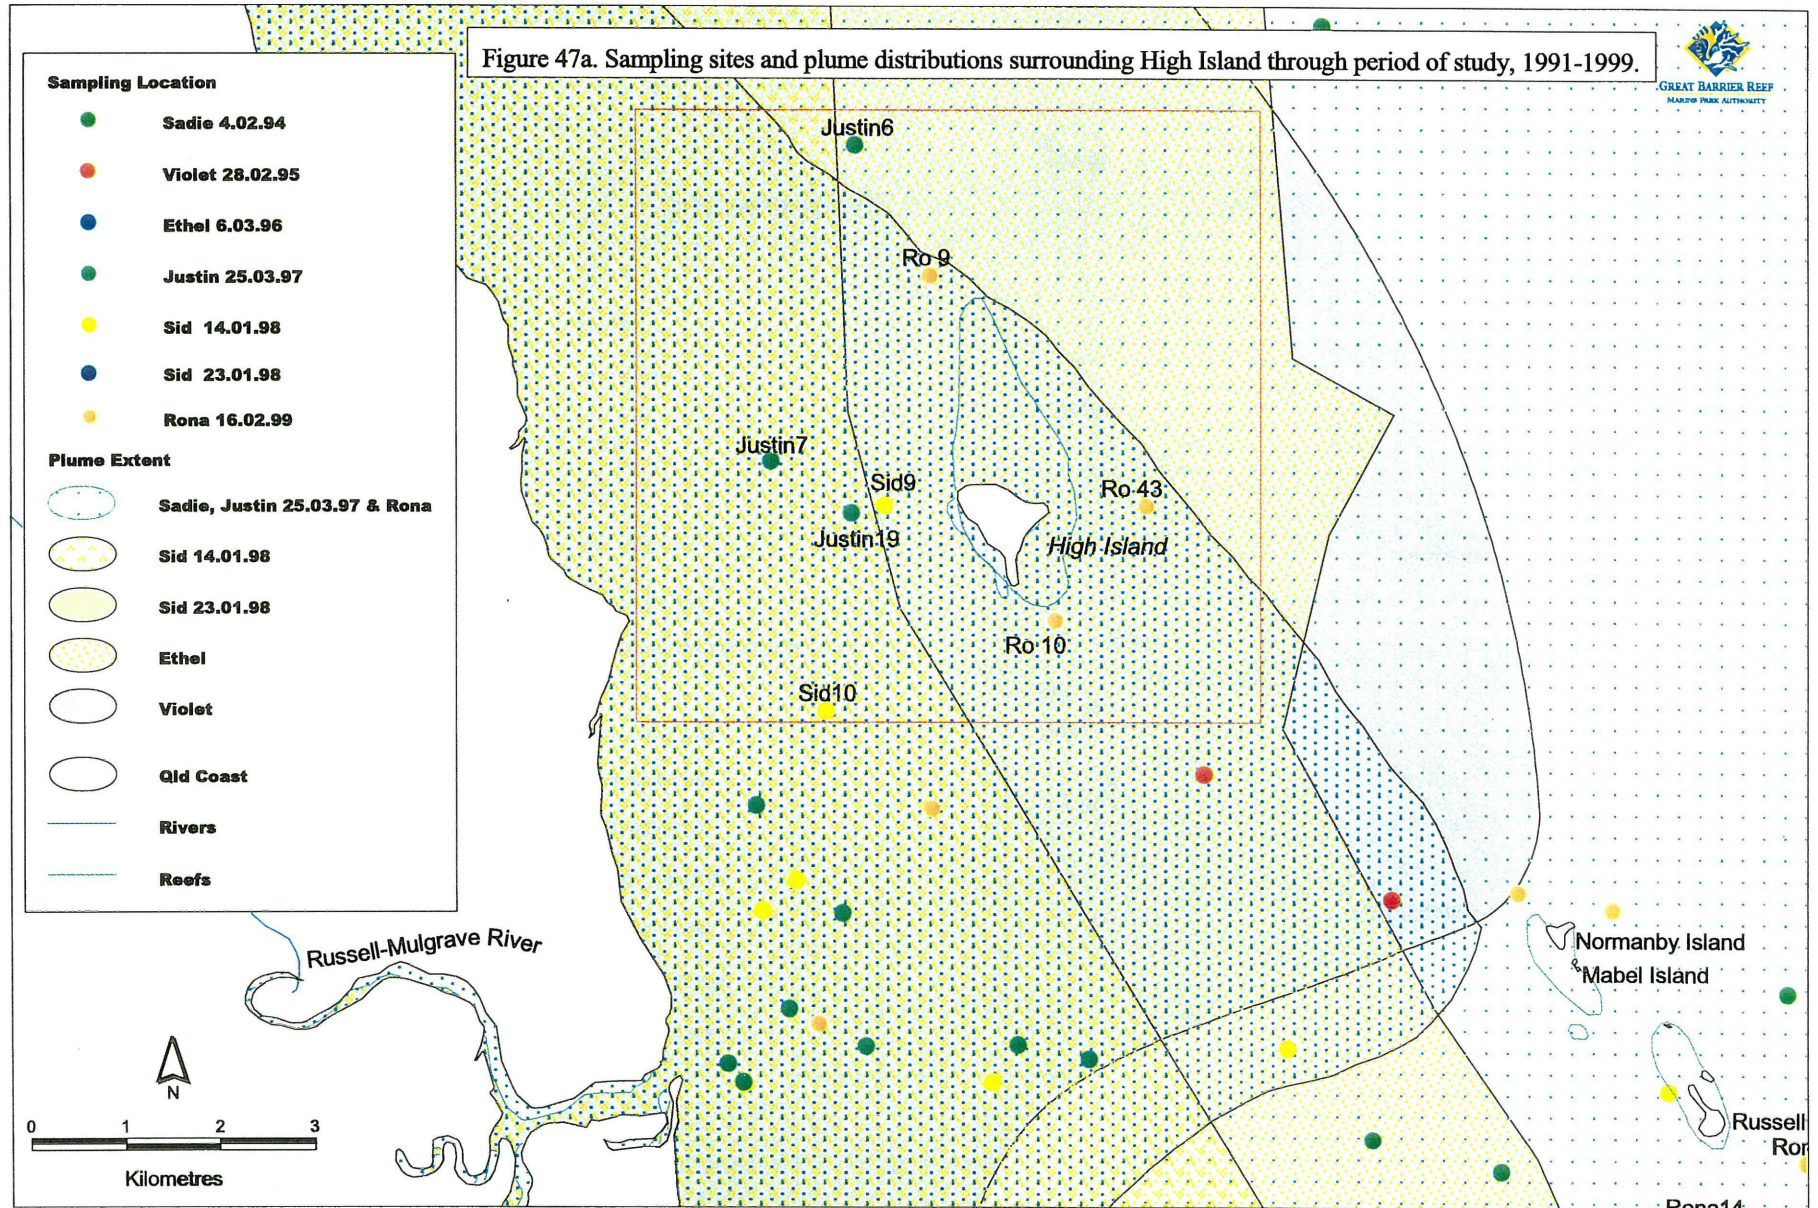 Figure 47a. Sampling sites and plume distributions surrounding High Island through period of study, 1991-1999.
GREAT BARRIER REEF
MARINE PARK AUTHORITY
Sampling Location
Sadie 4.02.94
Violet 28.02.95
Ethel 6.03.96
Justin 25.03.97
Sid 14.01.98
Sid 23.01.98
Rona 16.02.99
Plume Extent
Sadie, Justin 25.03.97 & Rona
Sid 14.01.98
Sid 23.01.98
Ethel
Violet
Qld Coast
Rivers
Reefs
Justin6
Ro 9
Justin7
Sid9
Ro 43
Justin19
High Island
Ro 10
Sid10
Russell-Mulgrave River
Normanby Island
Mabel Island
N
0 1 2 3
Kilometres
Russell
Ron
Rona14